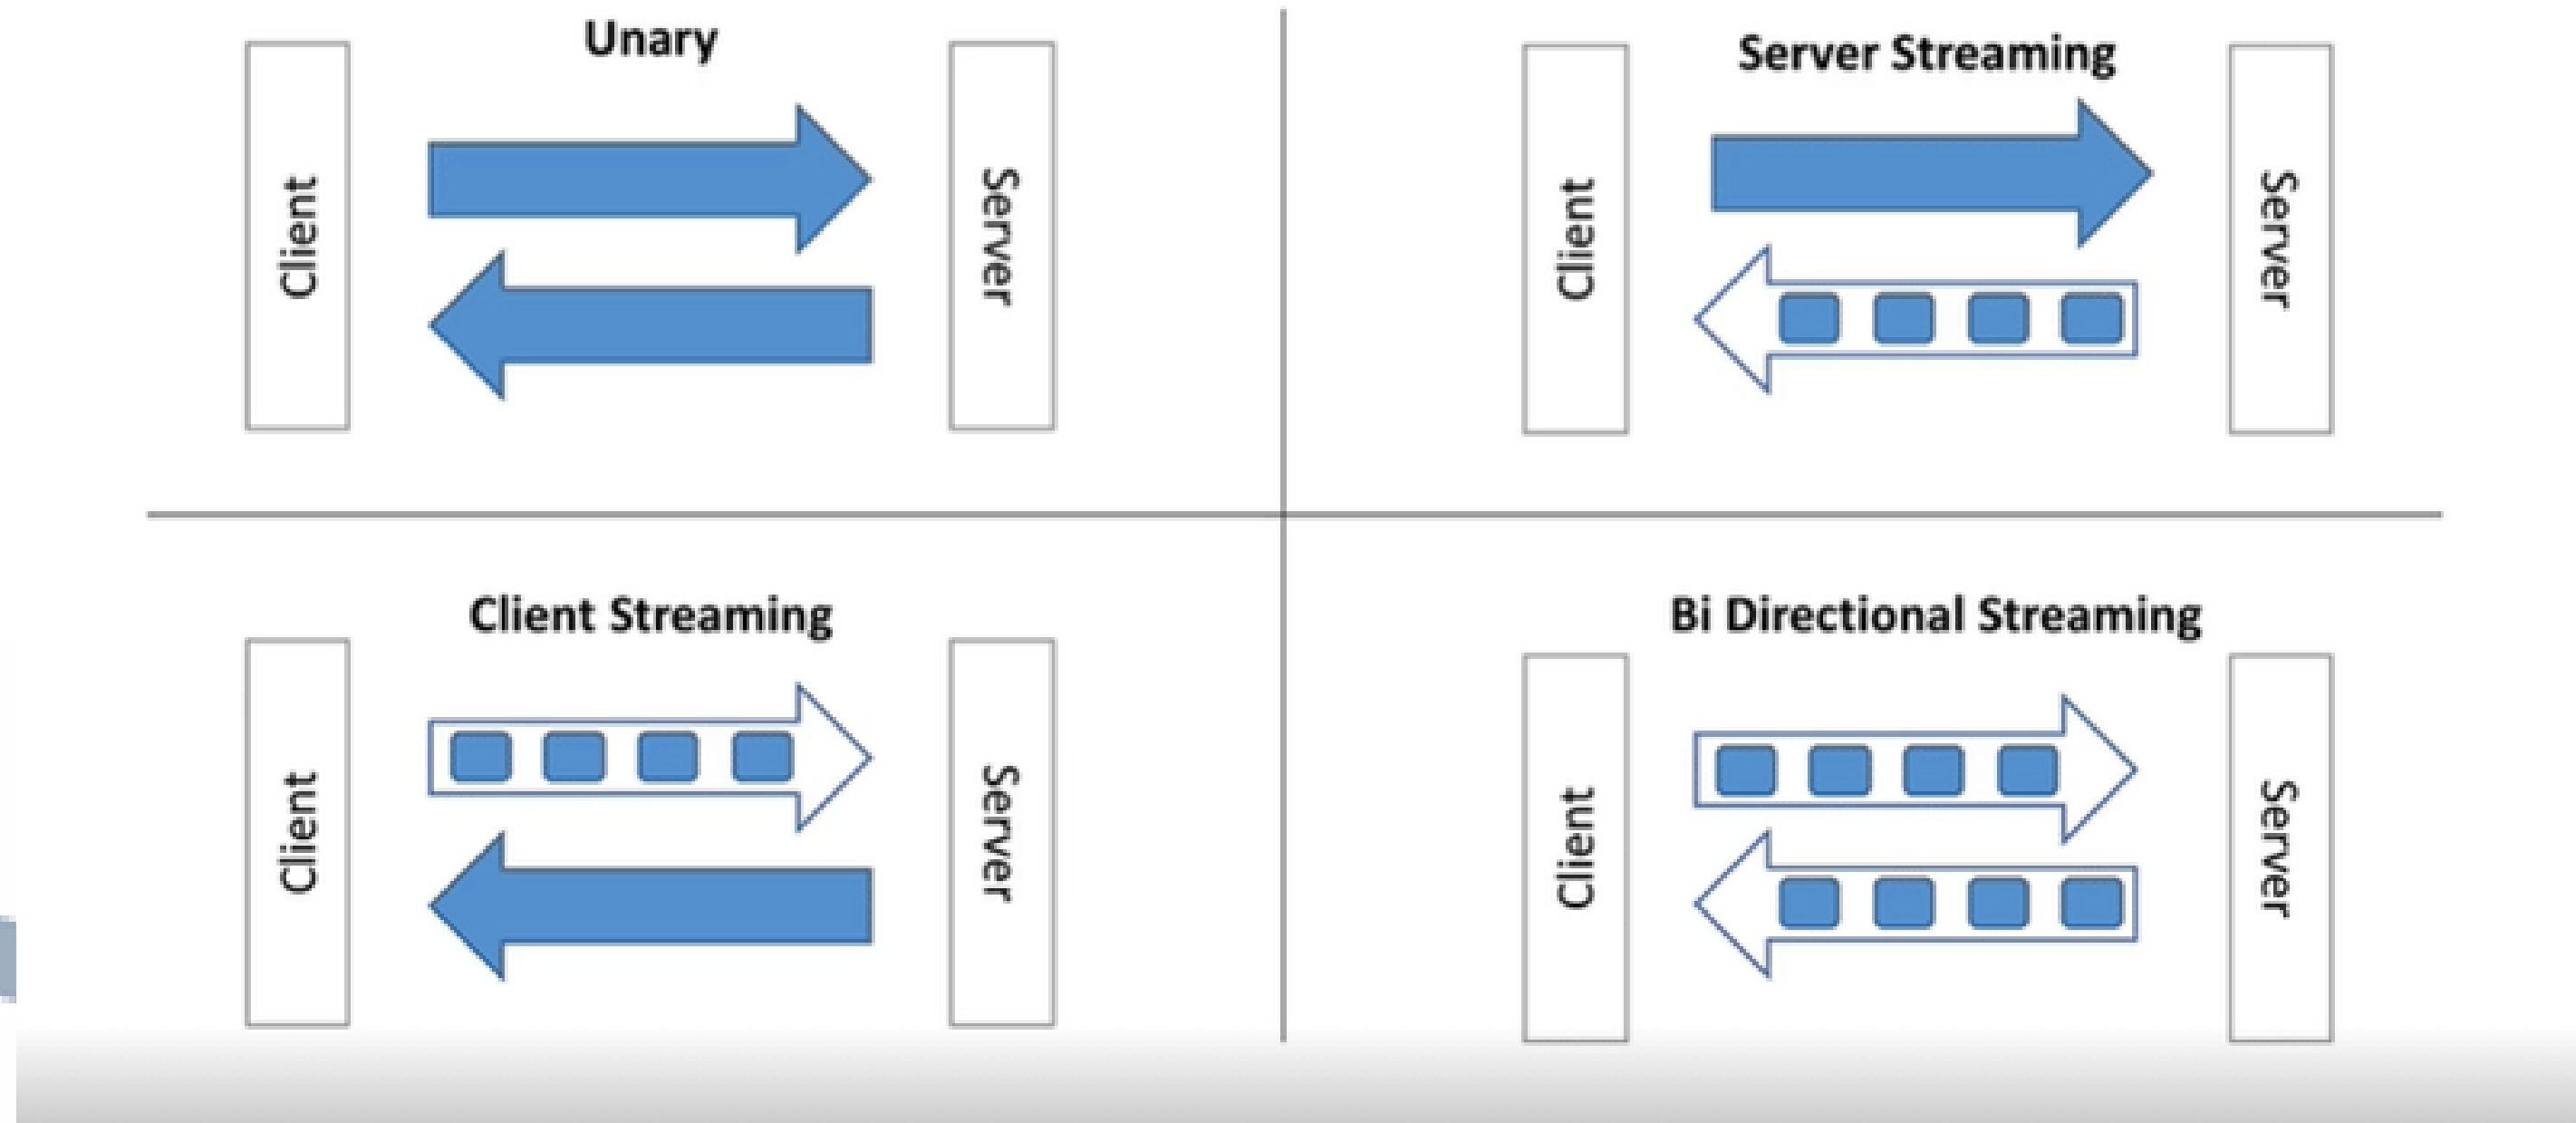 Unary
Client
Server
Server Streaming
Client
Server
Client Streaming
Client
Server
Bi Directional Streaming
Client
Server